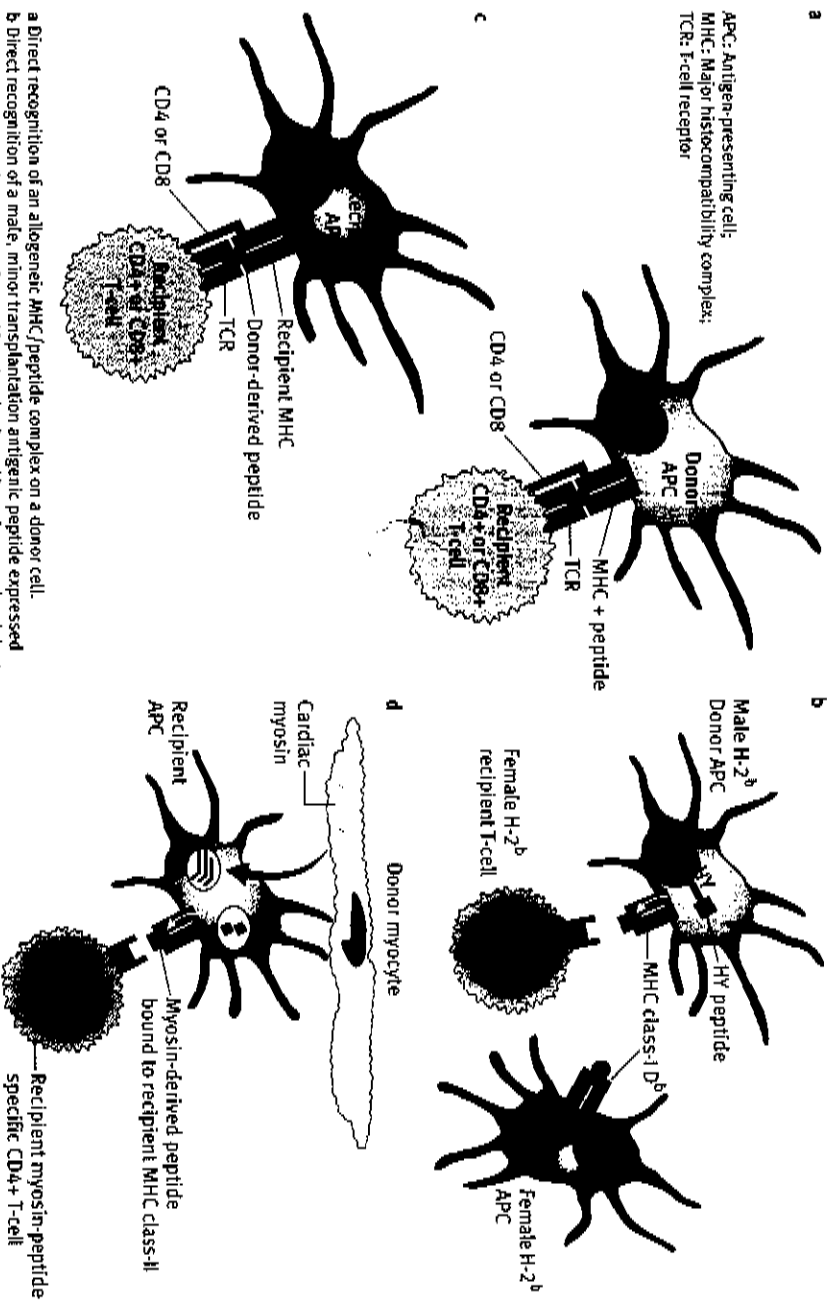 a
APC: Antigen-presenting cell;
MHC: Major histocompatibility complex;
TCR: T-cell receptor
Donor
APC
CD4 or CD8
MHC + peptide
TCR
Recipient
CD4+ or CD8+
T-cell
b
Male H-2b
Donor APC
HY
HY peptide
MHC class-1 Db
Female H-2b
recipient T-cell
Female H-2b
APC
c
CD4 or CD8
Recipient MHC
Donor-derived peptide
TCR
Recipient
CD4+ or CD8+
T-cell
d
Donor myocyte
Cardiac
myosin
Recipient
APC
Myosin-derived peptide
bound to recipient MHC class-II
Recipient myosin-peptide
specific CD4+ T-cell
a Direct recognition of an allogeneic MHC/peptide complex on a donor cell.
b Direct recognition of a male, minor transplantation antigenic peptide expressed